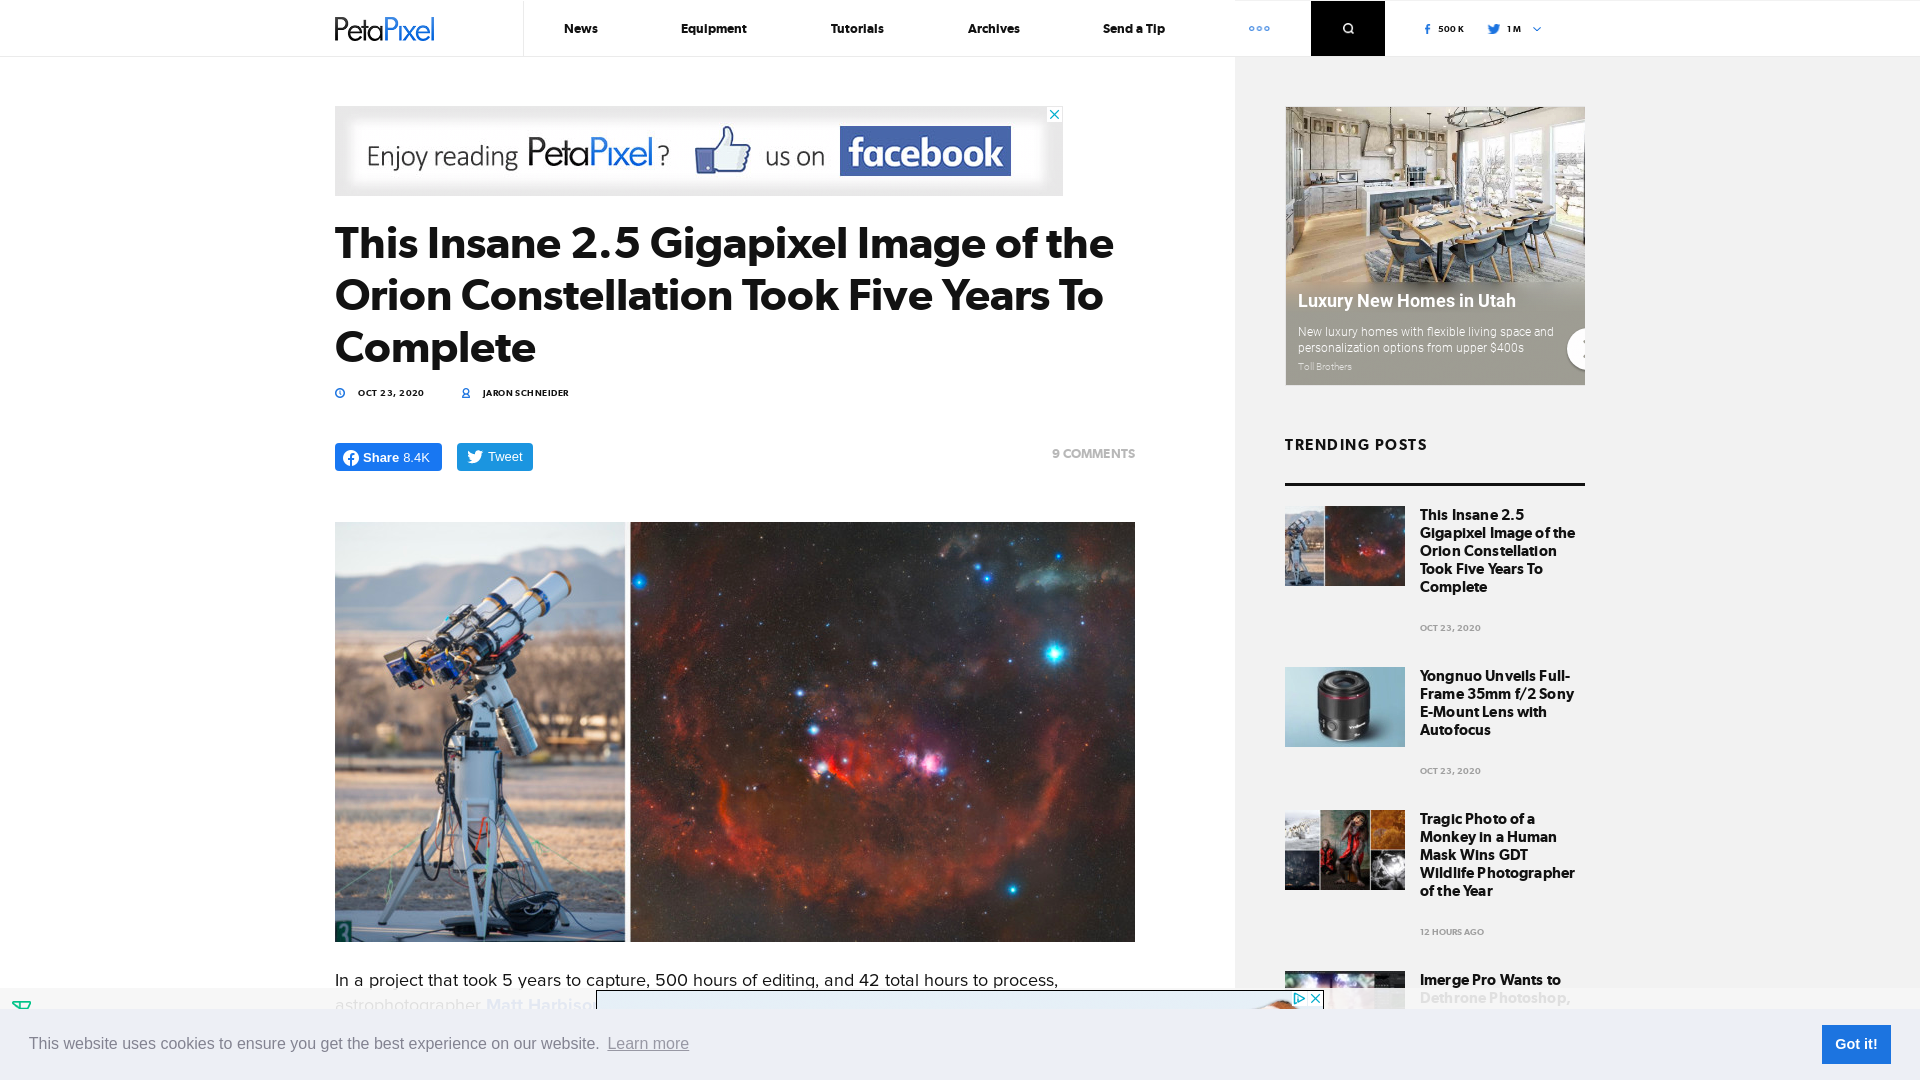 PetaPixel
News
Equipment
Tutorials
Archives
Send a Tip
500 K
1 M
Enjoy reading PetaPixel ? us on facebook
This Insane 2.5 Gigapixel Image of the
Orion Constellation Took Five Years To
Complete
OCT 23, 2020
JARON SCHNEIDER
Share 8.4K
Tweet
9 COMMENTS
3
In a project that took 5 years to capture, 500 hours of editing, and 42 total hours to process,
astrophotographer Matt Harbison
Luxury New Homes in Utah
New luxury homes with flexible living space and
personalization options from upper $400s
Toll Brothers
TRENDING POSTS
This Insane 2.5
Gigapixel Image of the
Orion Constellation
Took Five Years To
Complete
OCT 23, 2020
Yongnuo Unveils Full-
Frame 35mm f/2 Sony
E-Mount Lens with
Autofocus
OCT 23, 2020
Tragic Photo of a
Monkey in a Human
Mask Wins GDT
Wildlife Photographer
of the Year
12 HOURS AGO
Imerge Pro Wants to
Dethrone Photoshop,
This website uses cookies to ensure you get the best experience on our website. Learn more
Got it!